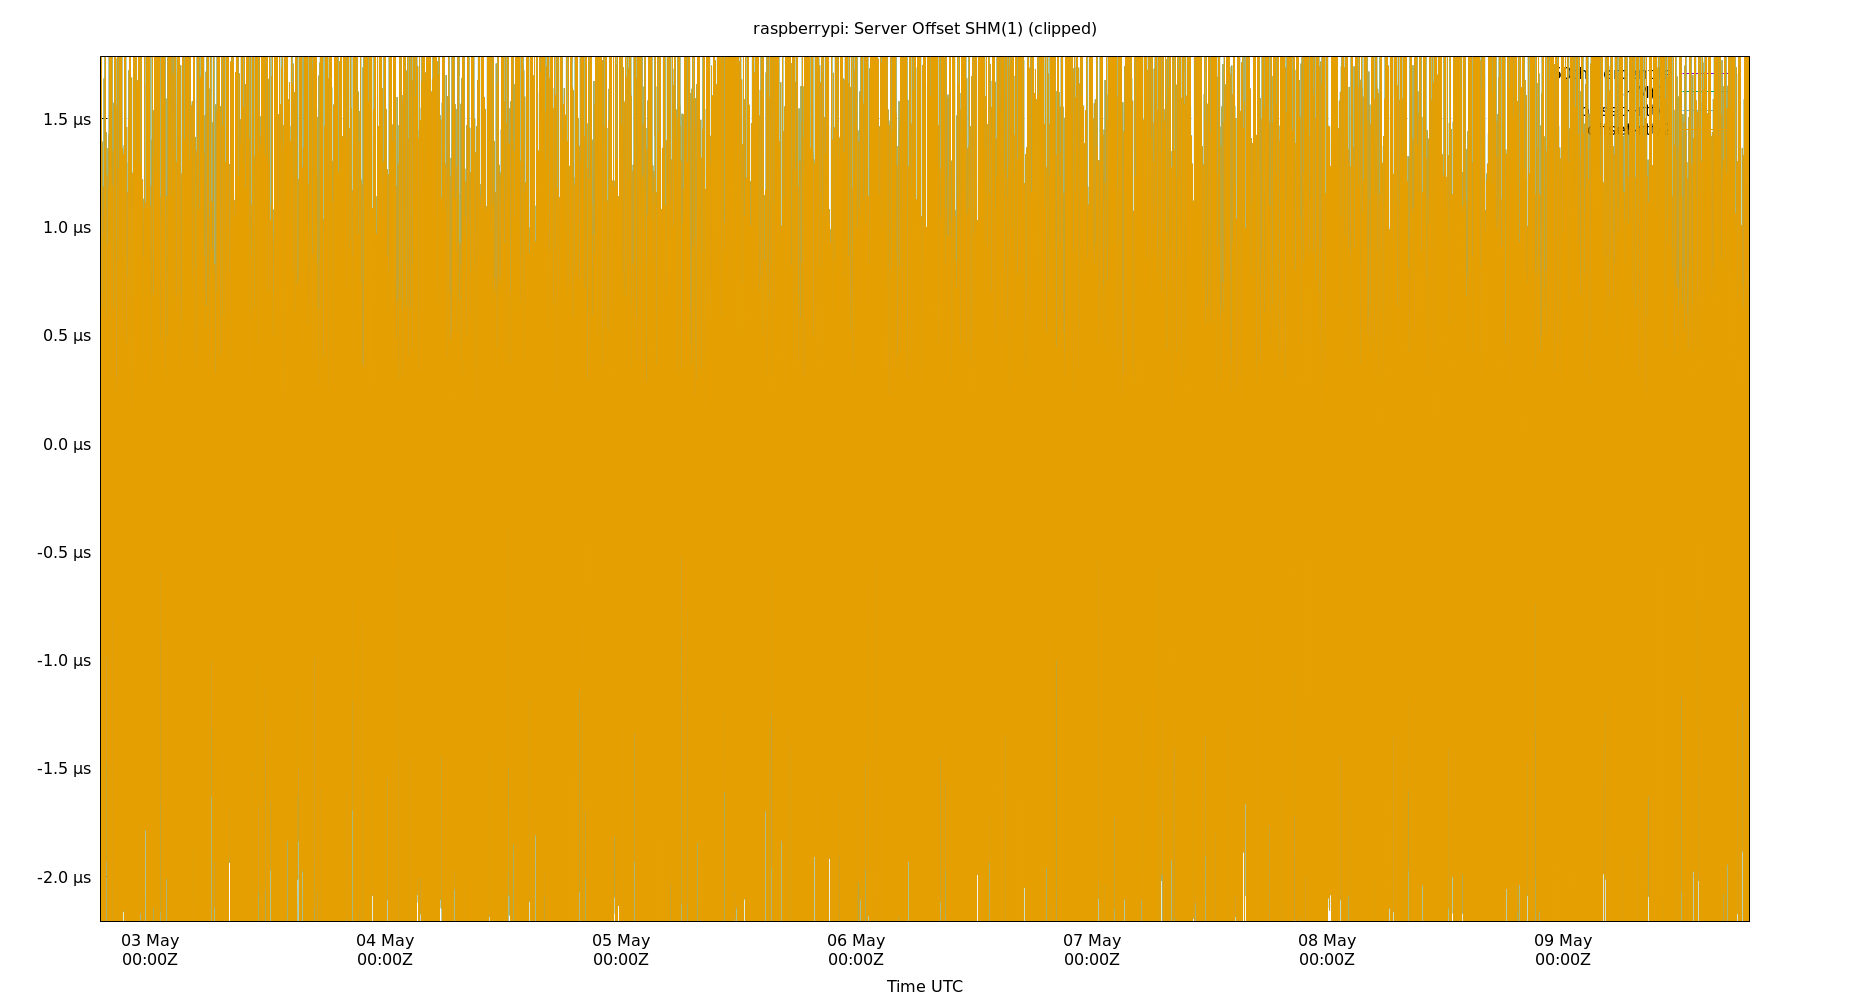 raspberrypi: Server Offset SHM(1) (clipped)
1.5 µs
1.0 µs
0.5 µs
0.0 µs
-0.5 µs
-1.0 µs
-1.5 µs
-2.0 µs
03 May 04 May 05 May 06 May 07 May 08 May 09 May
00:00Z 00:00Z 00:00Z 00:00Z 00:00Z 00:00Z 00:00Z
Time UTC